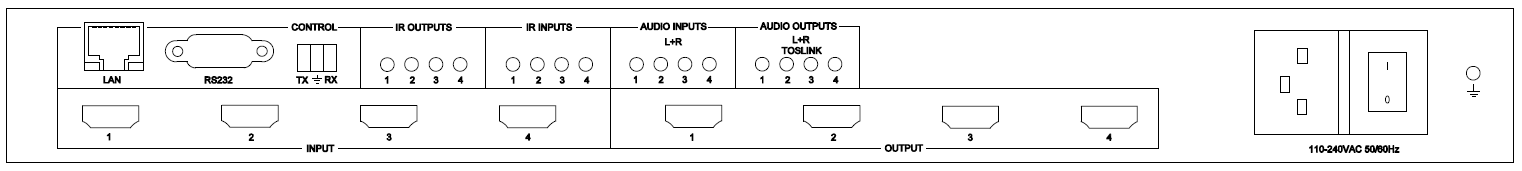 CONTROL IR OUTPUTS IR INPUTS AUDIO INPUTS AUDIO OUTPUTS
L+R L+R
TOSLINK
LAN RS232 TX ⏚ RX 1 2 3 4 1 2 3 4 1 2 3 4 1 2 3 4
I
0
1 2 3 4 1 2 3 4
INPUT OUTPUT 110-240VAC 50/60Hz